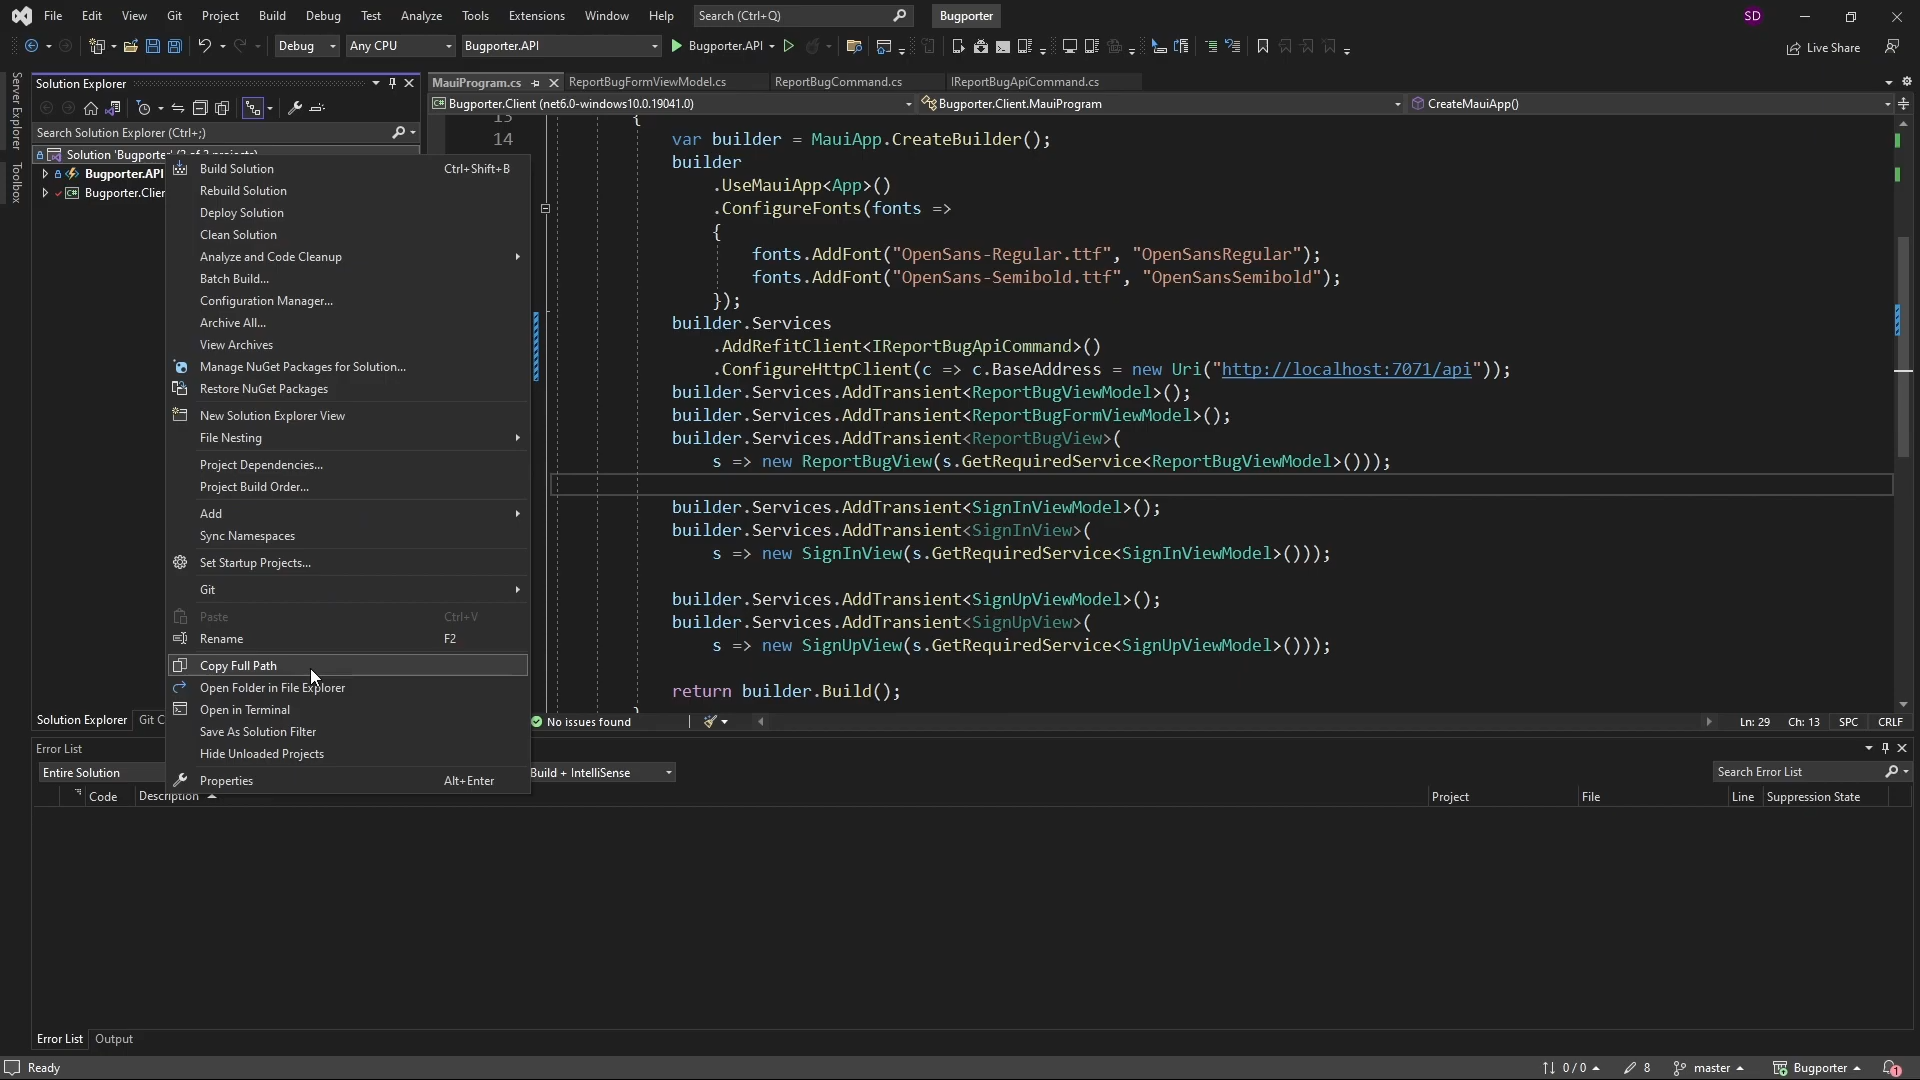 File Edit View Git Project Build Debug Test Analyze Tools Extensions Window Help Search (Ctrl+Q) Bugporter SD
Debug Any CPU Bugporter.API Bugporter.API Live Share
Server Explorer
Toolbox
Solution Explorer
Search Solution Explorer (Ctrl+;)
Solution 'Bugporter'
Bugporter.API
Bugporter.Clie
Build Solution Ctrl+Shift+B
Rebuild Solution
Deploy Solution
Clean Solution
Analyze and Code Cleanup
Batch Build...
Configuration Manager...
Archive All...
View Archives
Manage NuGet Packages for Solution...
Restore NuGet Packages
New Solution Explorer View
File Nesting
Project Dependencies...
Project Build Order...
Add
Sync Namespaces
Set Startup Projects...
Git
Paste Ctrl+V
Rename F2
Copy Full Path
Open Folder in File Explorer
Open in Terminal
Save As Solution Filter
Hide Unloaded Projects
Properties Alt+Enter
Solution Explorer Git C
MauiProgram.cs ReportBugFormViewModel.cs ReportBugCommand.cs IReportBugApiCommand.cs
Bugporter.Client (net6.0-windows10.0.19041.0) Bugporter.Client.MauiProgram CreateMauiApp()
13 {
14 var builder = MauiApp.CreateBuilder();
builder
.UseMauiApp<App>()
.ConfigureFonts(fonts =>
{
fonts.AddFont("OpenSans-Regular.ttf", "OpenSansRegular");
fonts.AddFont("OpenSans-Semibold.ttf", "OpenSansSemibold");
});
builder.Services
.AddRefitClient<IReportBugApiCommand>()
.ConfigureHttpClient(c => c.BaseAddress = new Uri("http://localhost:7071/api"));
builder.Services.AddTransient<ReportBugViewModel>();
builder.Services.AddTransient<ReportBugFormViewModel>();
builder.Services.AddTransient<ReportBugView>(
s => new ReportBugView(s.GetRequiredService<ReportBugViewModel>()));
builder.Services.AddTransient<SignInViewModel>();
builder.Services.AddTransient<SignInView>(
s => new SignInView(s.GetRequiredService<SignInViewModel>()));
builder.Services.AddTransient<SignUpViewModel>();
builder.Services.AddTransient<SignUpView>(
s => new SignUpView(s.GetRequiredService<SignUpViewModel>()));
return builder.Build();
No issues found Ln: 29 Ch: 13 SPC CRLF
Error List
Entire Solution Build + IntelliSense Search Error List
Code Description Project File Line Suppression State
Error List Output
Ready 0 / 0 8 master Bugporter 1